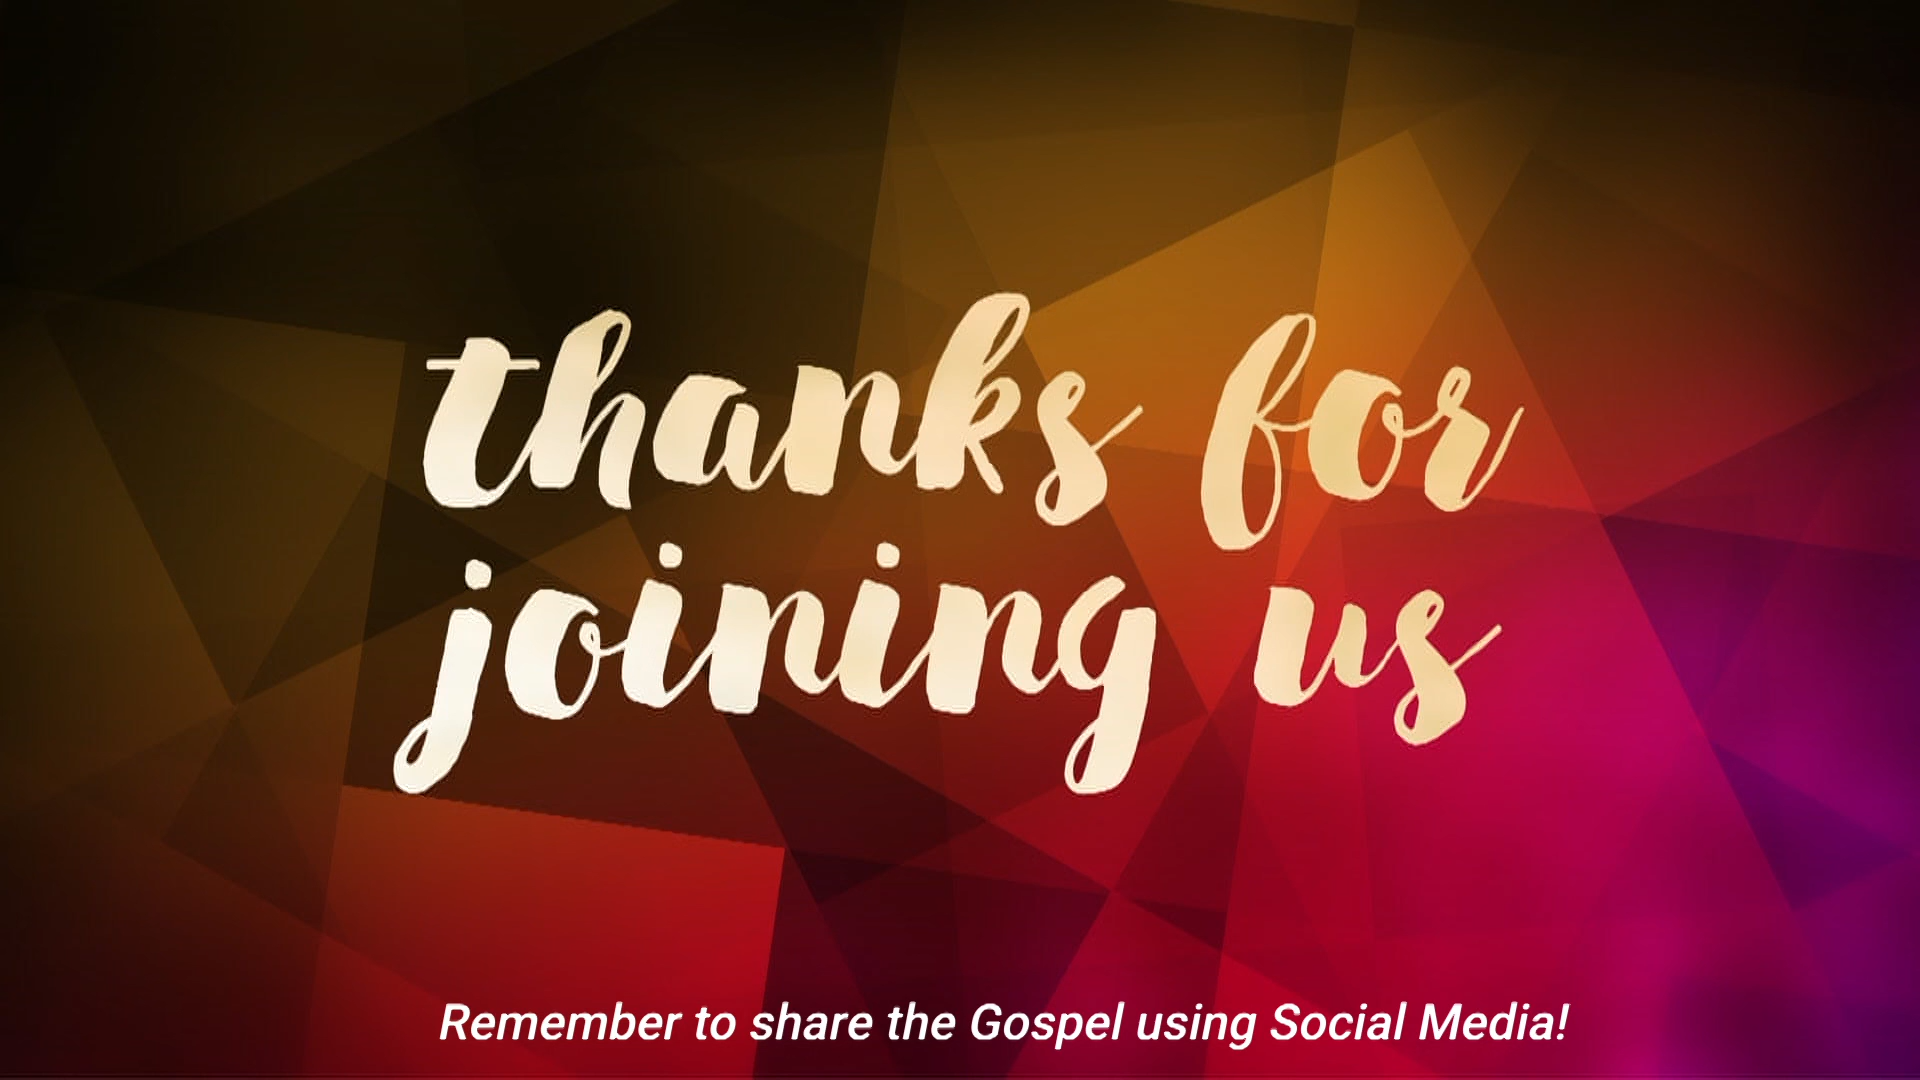 thanks for
joining us
Remember to share the Gospel using Social Media!